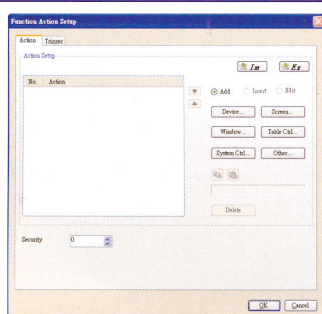 Function Action Setup
Action Trigger
Action Setup
Im Ex
No. Action
Add Insert Edit
Device... Screen...
Window... Table Ctrl...
System Ctrl... Other...
Delete
Security 0
OK Cancel